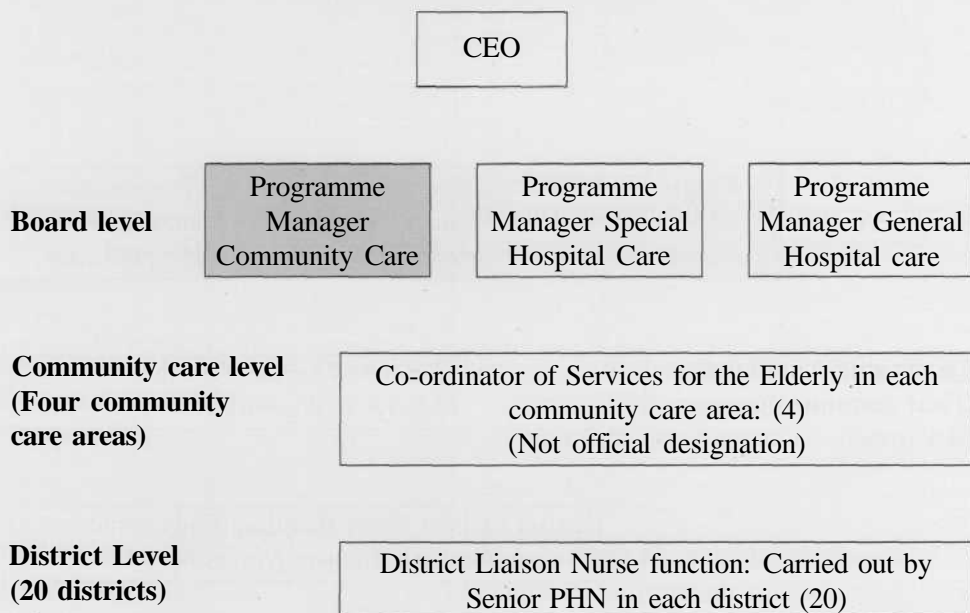 CEO
Board level
Programme
Manager
Community Care
Programme
Manager Special
Hospital Care
Programme
Manager General
Hospital care
Community care level
(Four community
care areas)
Co-ordinator of Services for the Elderly in each
community care area: (4)
(Not official designation)
District Level
(20 districts)
District Liaison Nurse function: Carried out by
Senior PHN in each district (20)